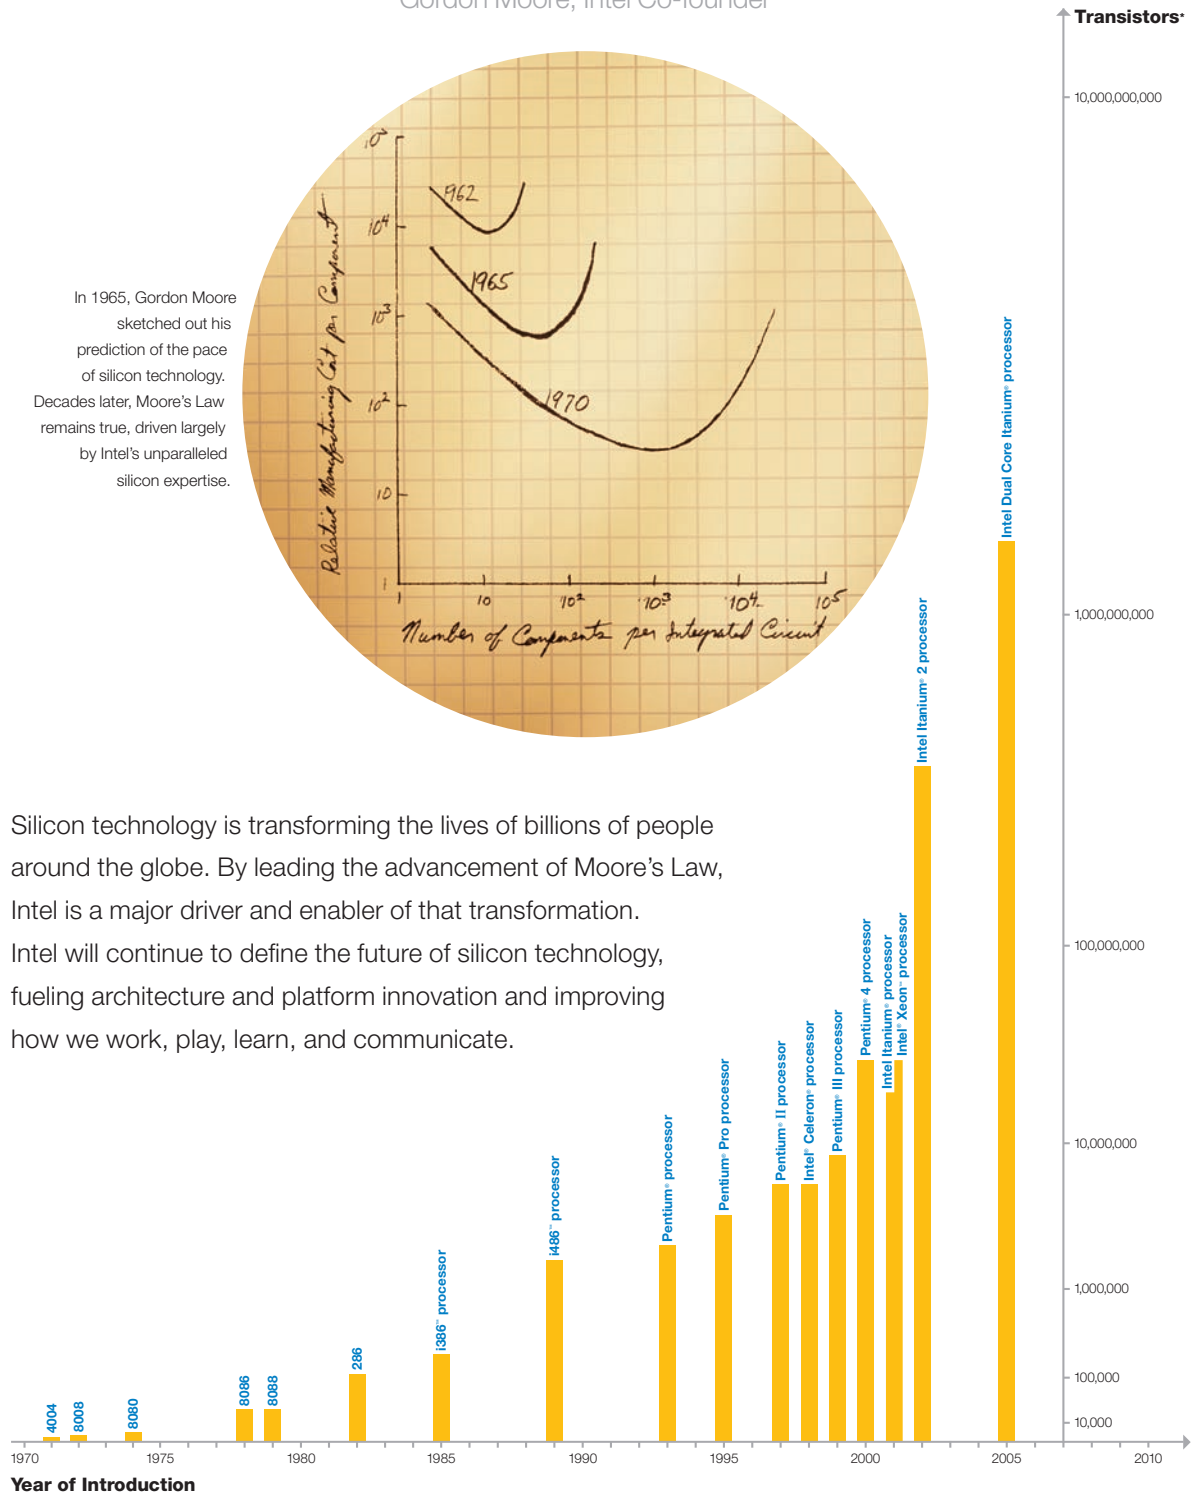 Gordon Moore, Intel Co-founder
Transistors*
10,000,000,000
1,000,000,000
100,000,000
10,000,000
1,000,000
100,000
10,000
In 1965, Gordon Moore
sketched out his
prediction of the pace
of silicon technology.
Decades later, Moore's Law
remains true, driven largely
by Intel's unparalleled
silicon expertise.
Relative Manufacturing Cost per Component
10⁵
10⁴
10³
10²
10
1
1962
1965
1970
1 10 10² 10³ 10⁴ 10⁵
Number of Components per Integrated Circuit
Silicon technology is transforming the lives of billions of people
around the globe. By leading the advancement of Moore's Law,
Intel is a major driver and enabler of that transformation.
Intel will continue to define the future of silicon technology,
fueling architecture and platform innovation and improving
how we work, play, learn, and communicate.
4004
8008
8080
8086
8088
286
i386™ processor
i486™ processor
Pentium® processor
Pentium® Pro processor
Pentium® II processor
Intel® Celeron® processor
Pentium® III processor
Pentium® 4 processor
Intel Itanium® processor
Intel® Xeon™ processor
Intel Itanium® 2 processor
Intel Dual Core Itanium® processor
1970 1975 1980 1985 1990 1995 2000 2005 2010
Year of Introduction